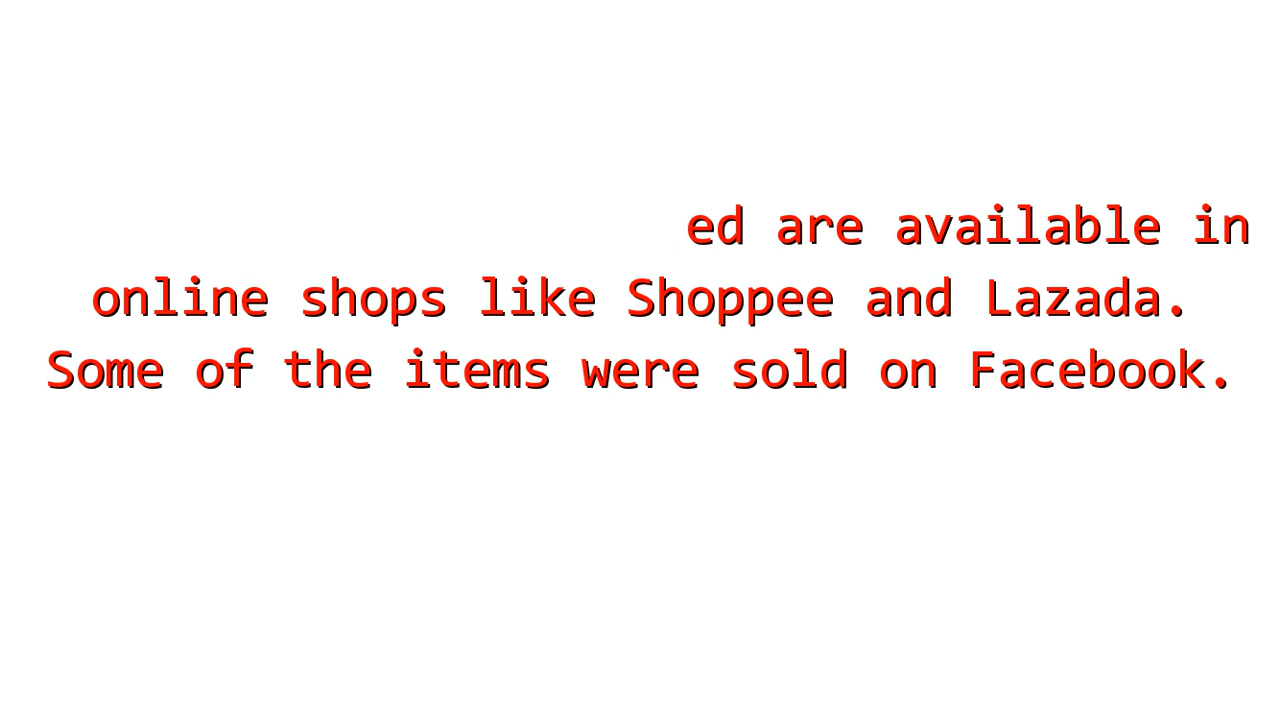 ed are available in
online shops like Shoppee and Lazada.
Some of the items were sold on Facebook.